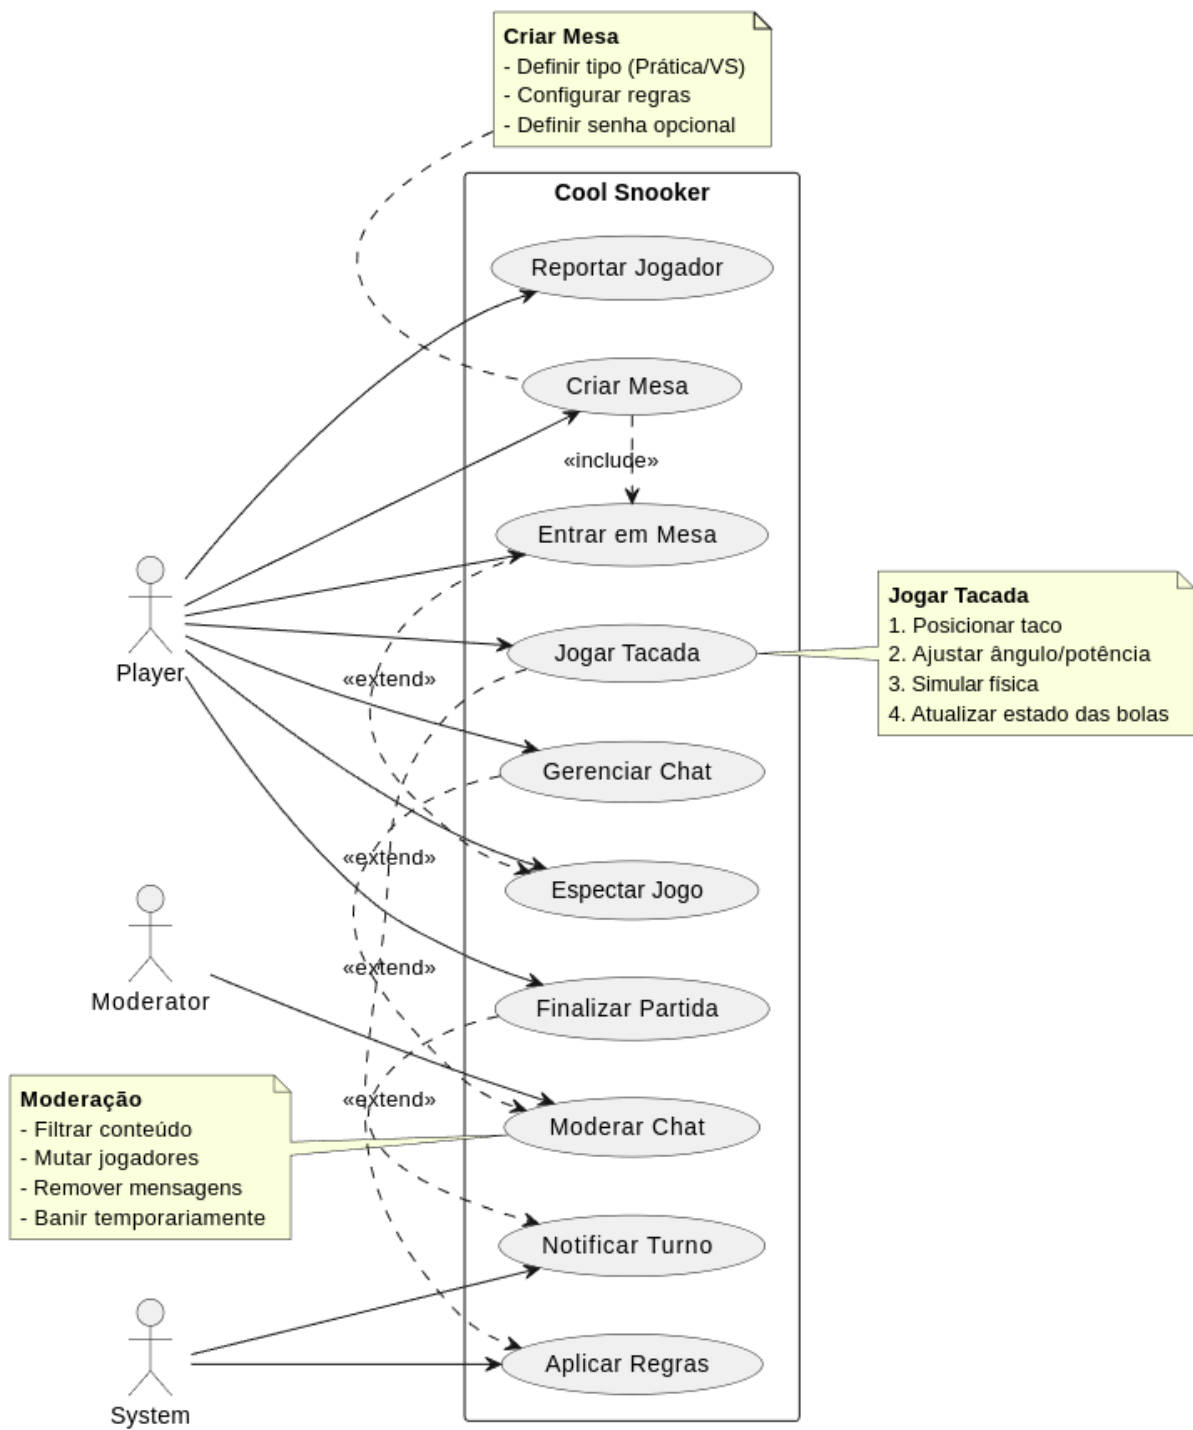 Criar Mesa
- Definir tipo (Prática/VS)
- Configurar regras
- Definir senha opcional
Cool Snooker
Reportar Jogador
Criar Mesa
«include»
Entrar em Mesa
Player
Jogar Tacada
«extend»
Jogar Tacada
1. Posicionar taco
2. Ajustar ângulo/potência
3. Simular física
4. Atualizar estado das bolas
Gerenciar Chat
«extend»
Espectar Jogo
«extend»
Moderator
Finalizar Partida
«extend»
Moderar Chat
Moderação
- Filtrar conteúdo
- Mutar jogadores
- Remover mensagens
- Banir temporariamente
Notificar Turno
Aplicar Regras
System